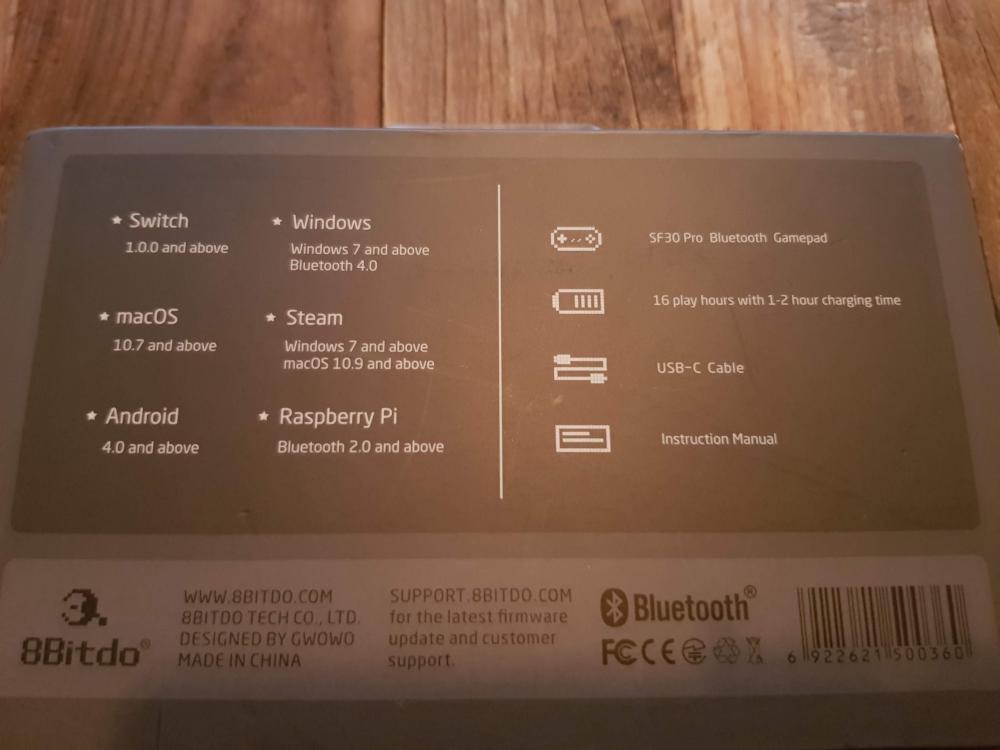 ★ Switch
1.0.0 and above
★ Windows
Windows 7 and above
Bluetooth 4.0
★ macOS
10.7 and above
★ Steam
Windows 7 and above
macOS 10.9 and above
★ Android
4.0 and above
★ Raspberry Pi
Bluetooth 2.0 and above
SF30 Pro Bluetooth Gamepad
16 play hours with 1-2 hour charging time
USB-C Cable
Instruction Manual
8Bitdo®
WWW.8BITDO.COM
8BITDO TECH CO., LTD.
DESIGNED BY GWOWO
MADE IN CHINA
SUPPORT.8BITDO.COM
for the latest firmware
update and customer
support.
Bluetooth®
FC CE
6 922621 500360